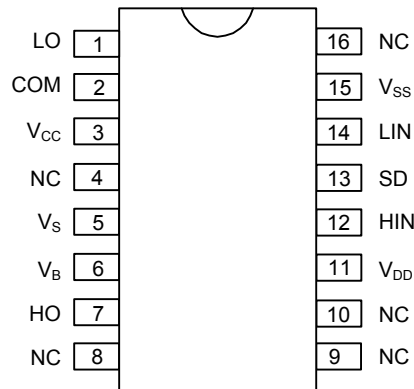 LO 1 16 NC
COM 2 15 VSS
VCC 3 14 LIN
NC 4 13 SD
VS 5 12 HIN
VB 6 11 VDD
HO 7 10 NC
NC 8 9 NC